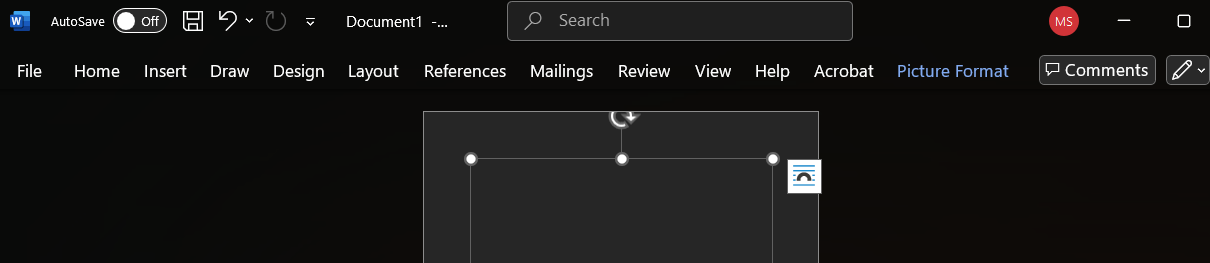 W AutoSave Off Document1 -... Search MS
File Home Insert Draw Design Layout References Mailings Review View Help Acrobat Picture Format Comments